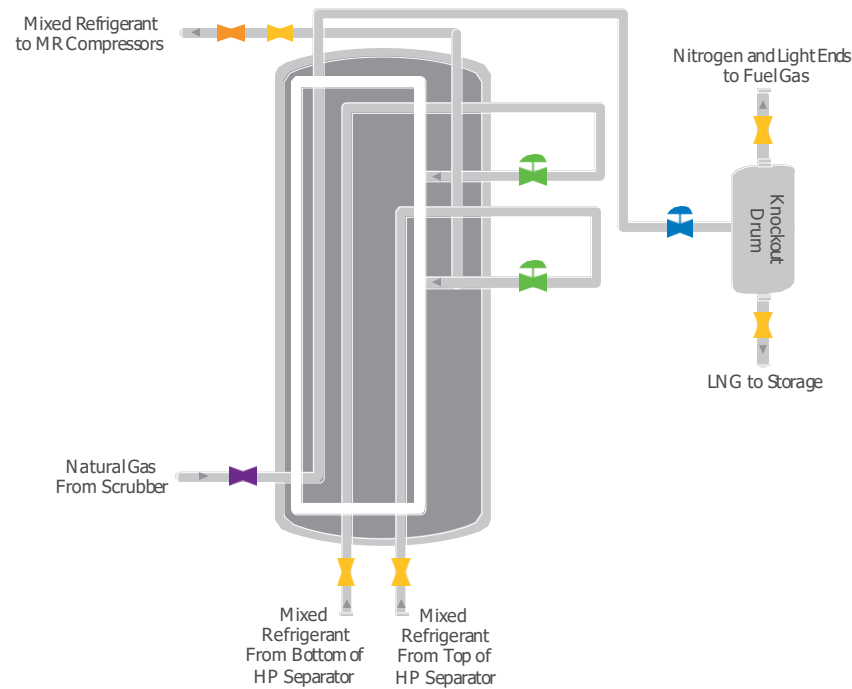 Mixed Refrigerant
to MR Compressors
Nitrogen and Light Ends
to Fuel Gas
Knockout
Drum
LNG to Storage
Natural Gas
From Scrubber
Mixed
Refrigerant
From Bottom of
HP Separator
Mixed
Refrigerant
From Top of
HP Separator